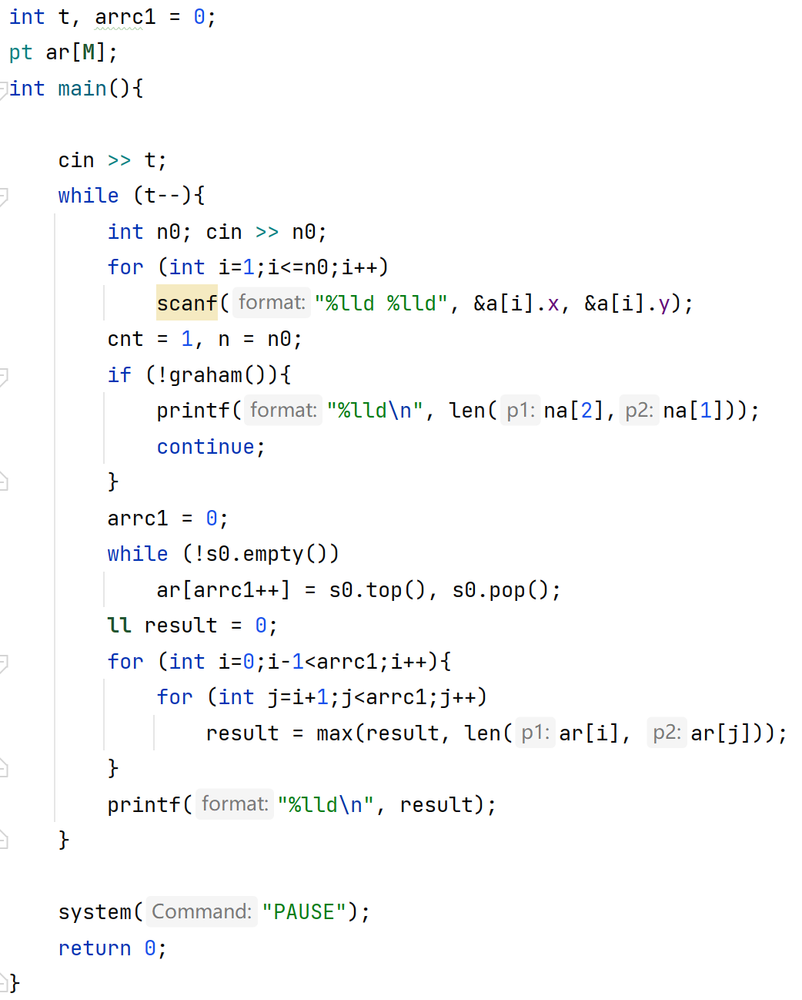 int t, arrc1 = 0;
pt ar[M];
int main(){
cin >> t;
while (t--){
int n0; cin >> n0;
for (int i=1;i<=n0;i++)
scanf( format: "%lld %lld", &a[i].x, &a[i].y);
cnt = 1, n = n0;
if (!graham()){
printf( format: "%lld\n", len( p1: na[2], p2: na[1]));
continue;
}
arrc1 = 0;
while (!s0.empty())
ar[arrc1++] = s0.top(), s0.pop();
ll result = 0;
for (int i=0;i-1<arrc1;i++){
for (int j=i+1;j<arrc1;j++)
result = max(result, len( p1: ar[i], p2: ar[j]));
}
printf( format: "%lld\n", result);
}
system( Command: "PAUSE");
return 0;
}